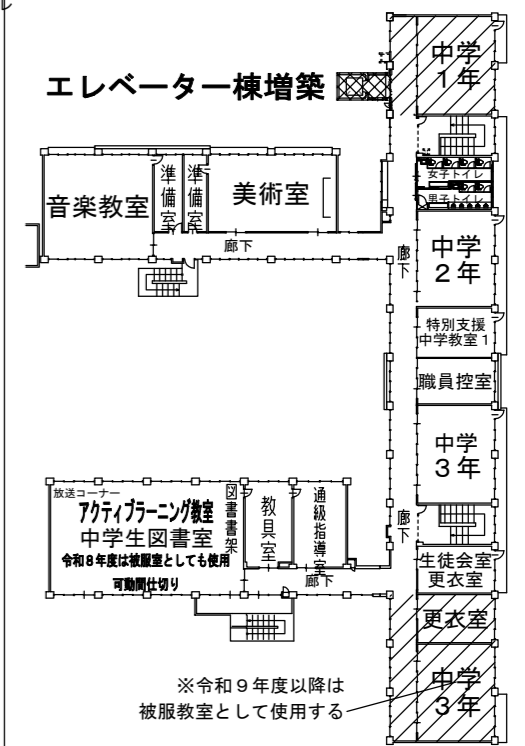 中学
1年
エレベーター棟増築
女子トイレ
男子トイレ
音楽教室
準備室
準備室
美術室
廊下
廊下
中学
2年
特別支援
中学教室1
職員控室
中学
3年
放送コーナー
アクティブラーニング教室
中学生図書室
令和8年度は被服室としても使用
可動間仕切り
図書書架
教具室
通級指導室
廊下
廊下
生徒会室
更衣室
更衣室
中学
3年
※令和9年度以降は
被服教室として使用する